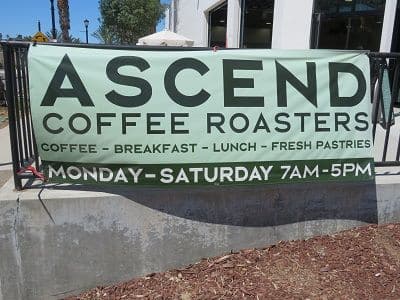 ASCEND
COFFEE ROASTERS
COFFEE - BREAKFAST - LUNCH - FRESH PASTRIES
MONDAY-SATURDAY 7AM-5PM